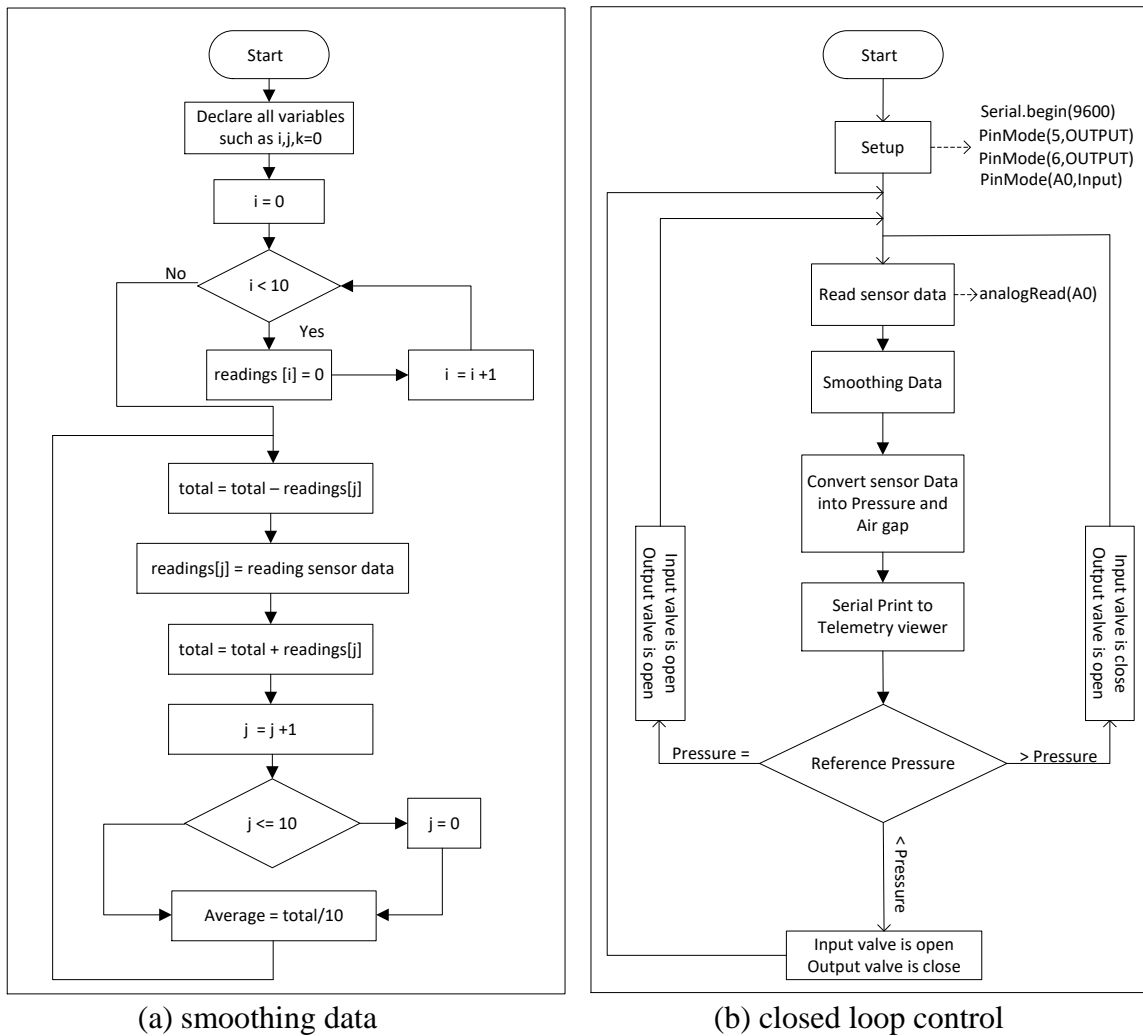 Start
Declare all variables
such as i,j,k=0
i = 0
i < 10
No
Yes
readings [i] = 0
i = i +1
total = total – readings[j]
readings[j] = reading sensor data
total = total + readings[j]
j = j +1
j <= 10
j = 0
Average = total/10
(a) smoothing data
Start
Setup
Serial.begin(9600)
PinMode(5,OUTPUT)
PinMode(6,OUTPUT)
PinMode(A0,Input)
Read sensor data
analogRead(A0)
Smoothing Data
Convert sensor Data
into Pressure and
Air gap
Serial Print to
Telemetry viewer
Input valve is open
Output valve is open
Input valve is close
Output valve is open
Pressure =
Reference Pressure
> Pressure
< Pressure
Input valve is open
Output valve is close
(b) closed loop control